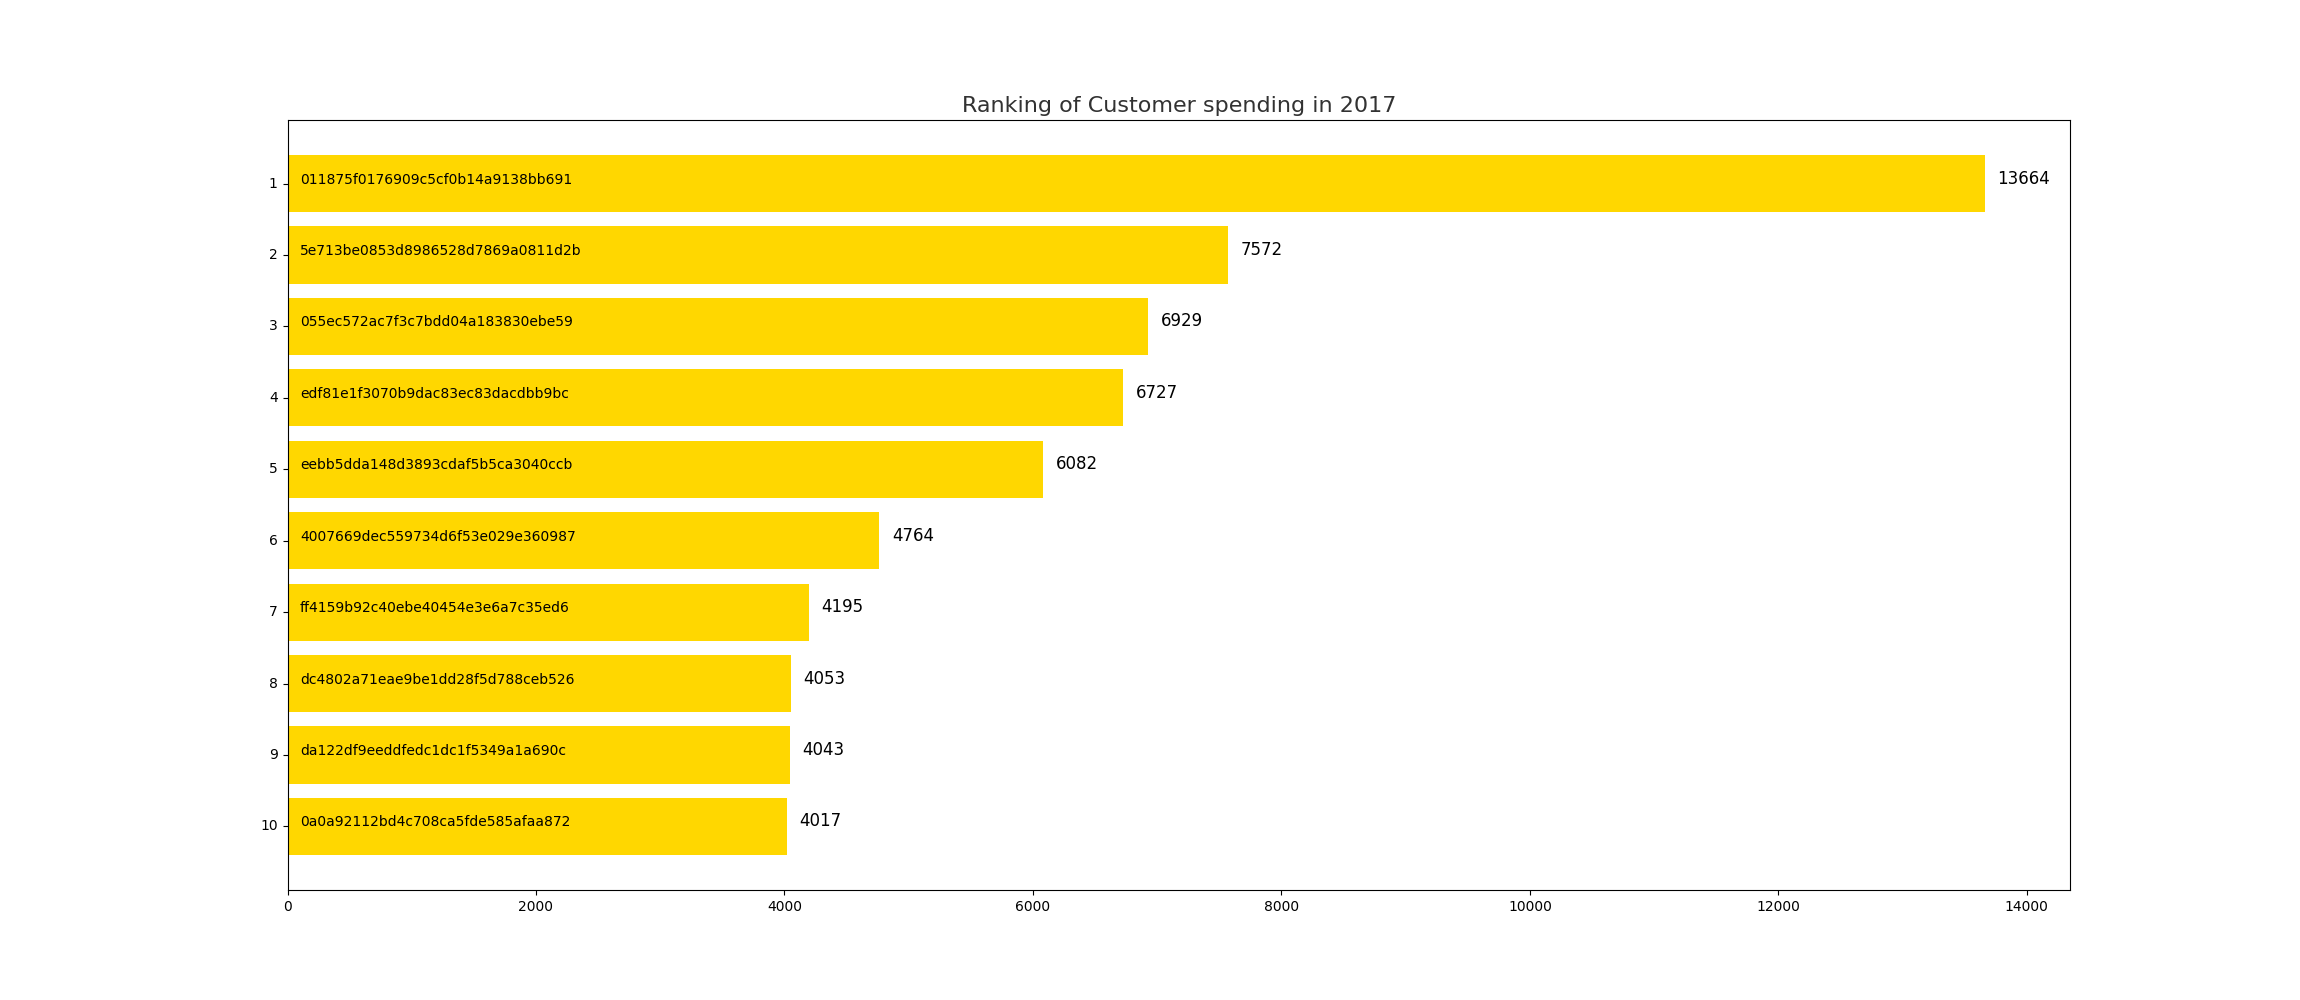 Ranking of Customer spending in 2017
1 011875f0176909c5cf0b14a9138bb691 13664
2 5e713be0853d8986528d7869a0811d2b 7572
3 055ec572ac7f3c7bdd04a183830ebe59 6929
4 edf81e1f3070b9dac83ec83dacdbb9bc 6727
5 eebb5dda148d3893cdaf5b5ca3040ccb 6082
6 4007669dec559734d6f53e029e360987 4764
7 ff4159b92c40ebe40454e3e6a7c35ed6 4195
8 dc4802a71eae9be1dd28f5d788ceb526 4053
9 da122df9eeddfedc1dc1f5349a1a690c 4043
10 0a0a92112bd4c708ca5fde585afaa872 4017
0 2000 4000 6000 8000 10000 12000 14000